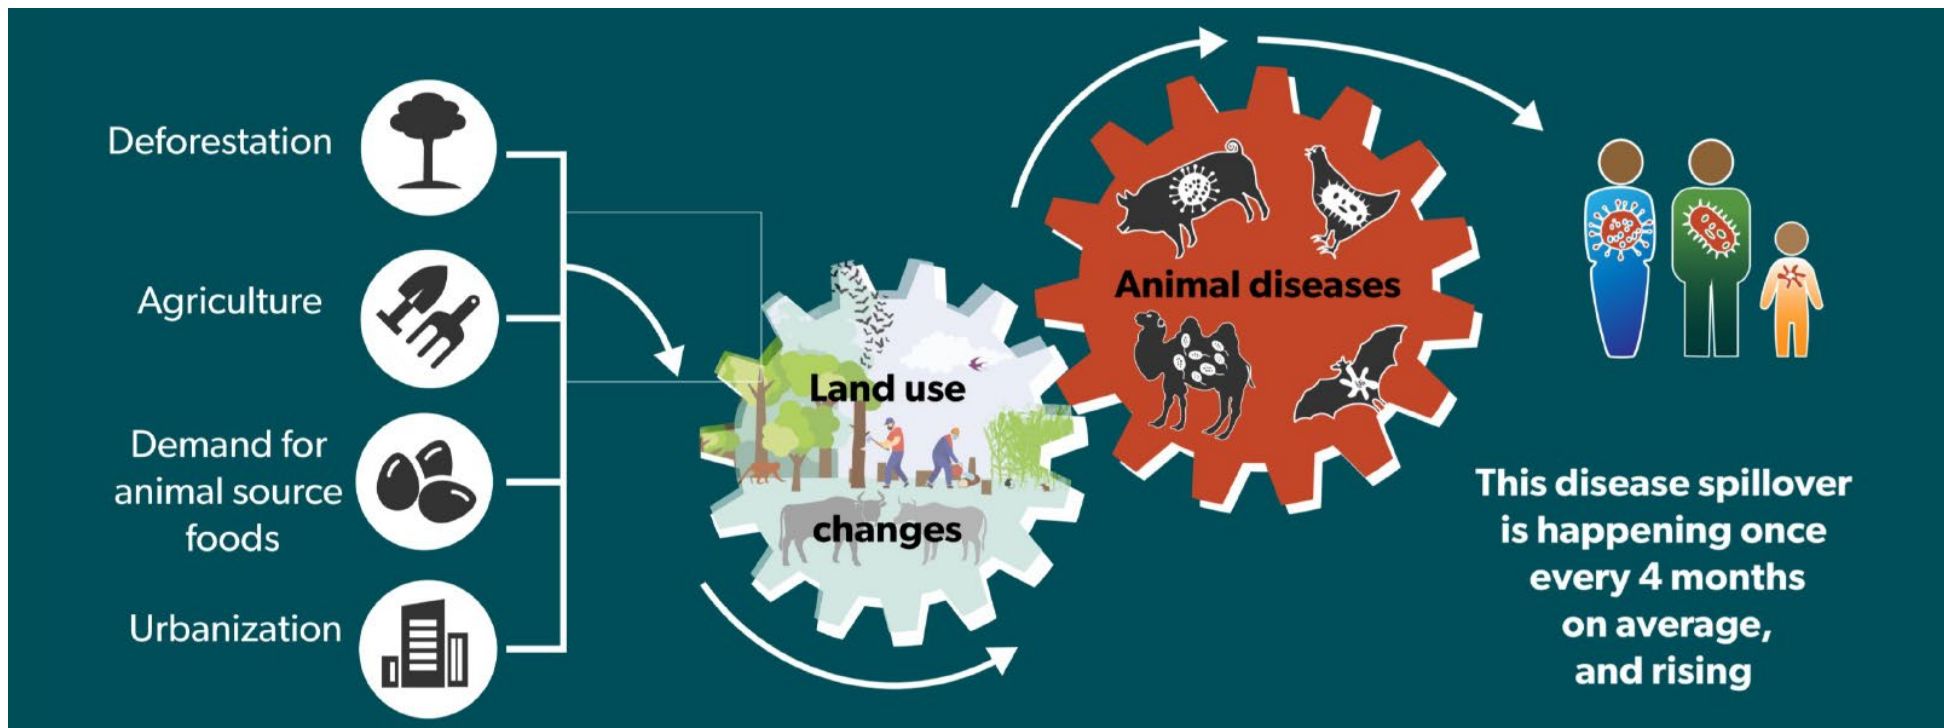 Deforestation
Agriculture
Demand for
animal source
foods
Urbanization
Land use
changes
Animal diseases
This disease spillover
is happening once
every 4 months
on average,
and rising